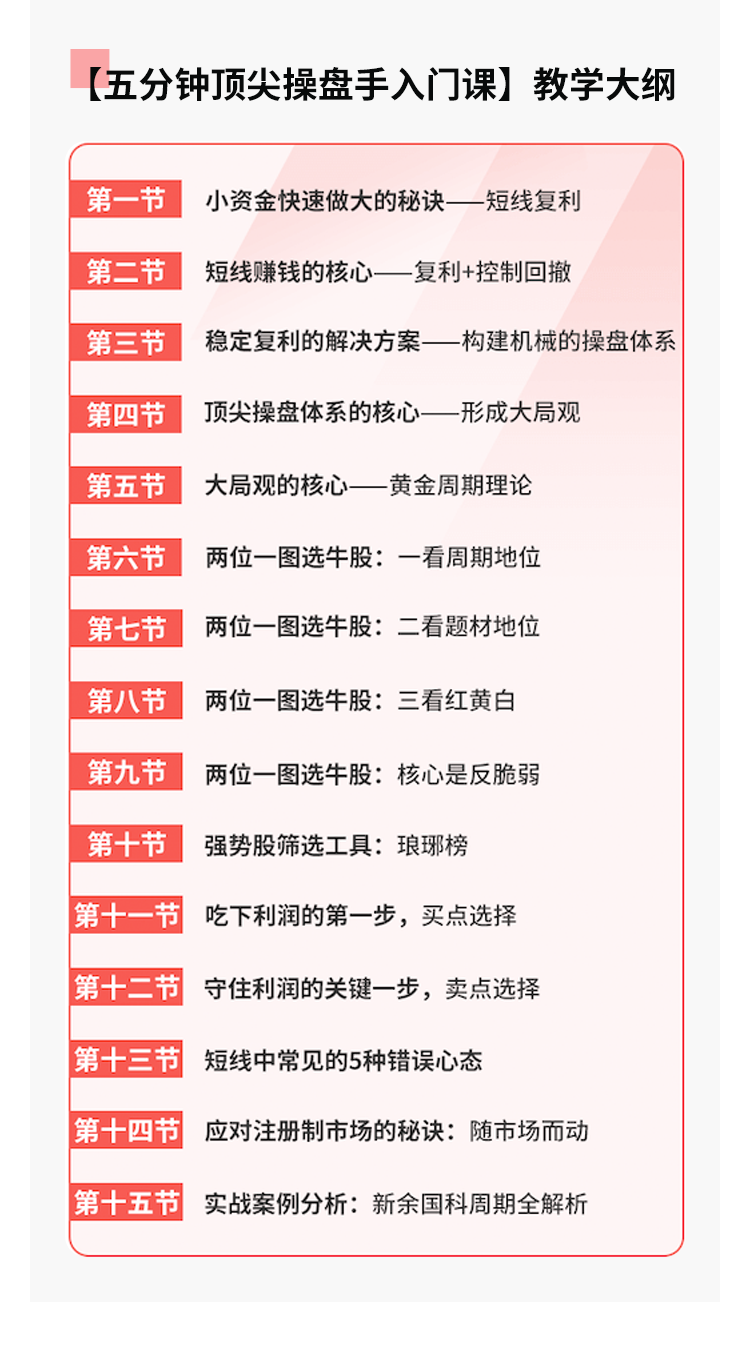 【五分钟顶尖操盘手入门课】教学大纲
第一节 小资金快速做大的秘诀——短线复利
第二节 短线赚钱的核心——复利+控制回撤
第三节 稳定复利的解决方案——构建机械的操盘体系
第四节 顶尖操盘体系的核心——形成大局观
第五节 大局观的核心——黄金周期理论
第六节 两位一图选牛股：一看周期地位
第七节 两位一图选牛股：二看题材地位
第八节 两位一图选牛股：三看红黄白
第九节 两位一图选牛股：核心是反脆弱
第十节 强势股筛选工具：琅琊榜
第十一节 吃下利润的第一步，买点选择
第十二节 守住利润的关键一步，卖点选择
第十三节 短线中常见的5种错误心态
第十四节 应对注册制市场的秘诀：随市场而动
第十五节 实战案例分析：新余国科周期全解析